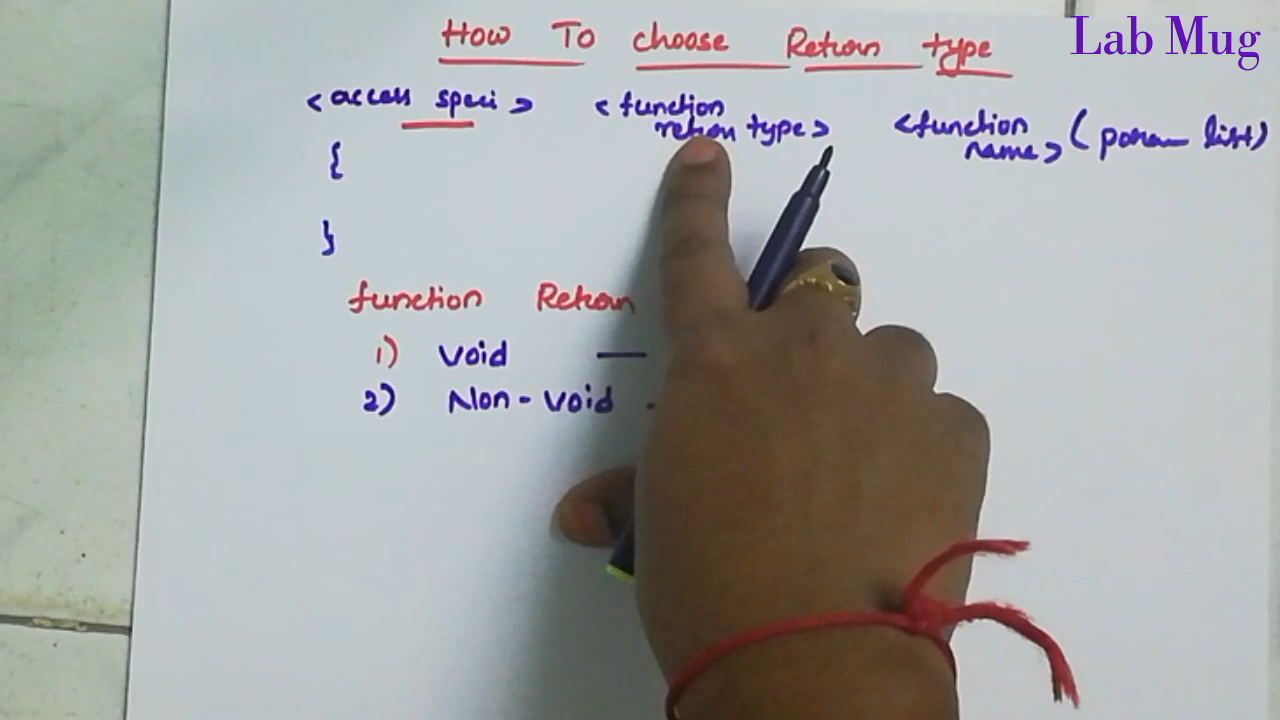 Lab Mug
How To choose Return type
<access speci> <function return type> <function name> (param list)
{
}
function Return
1) void —
2) Non-void -